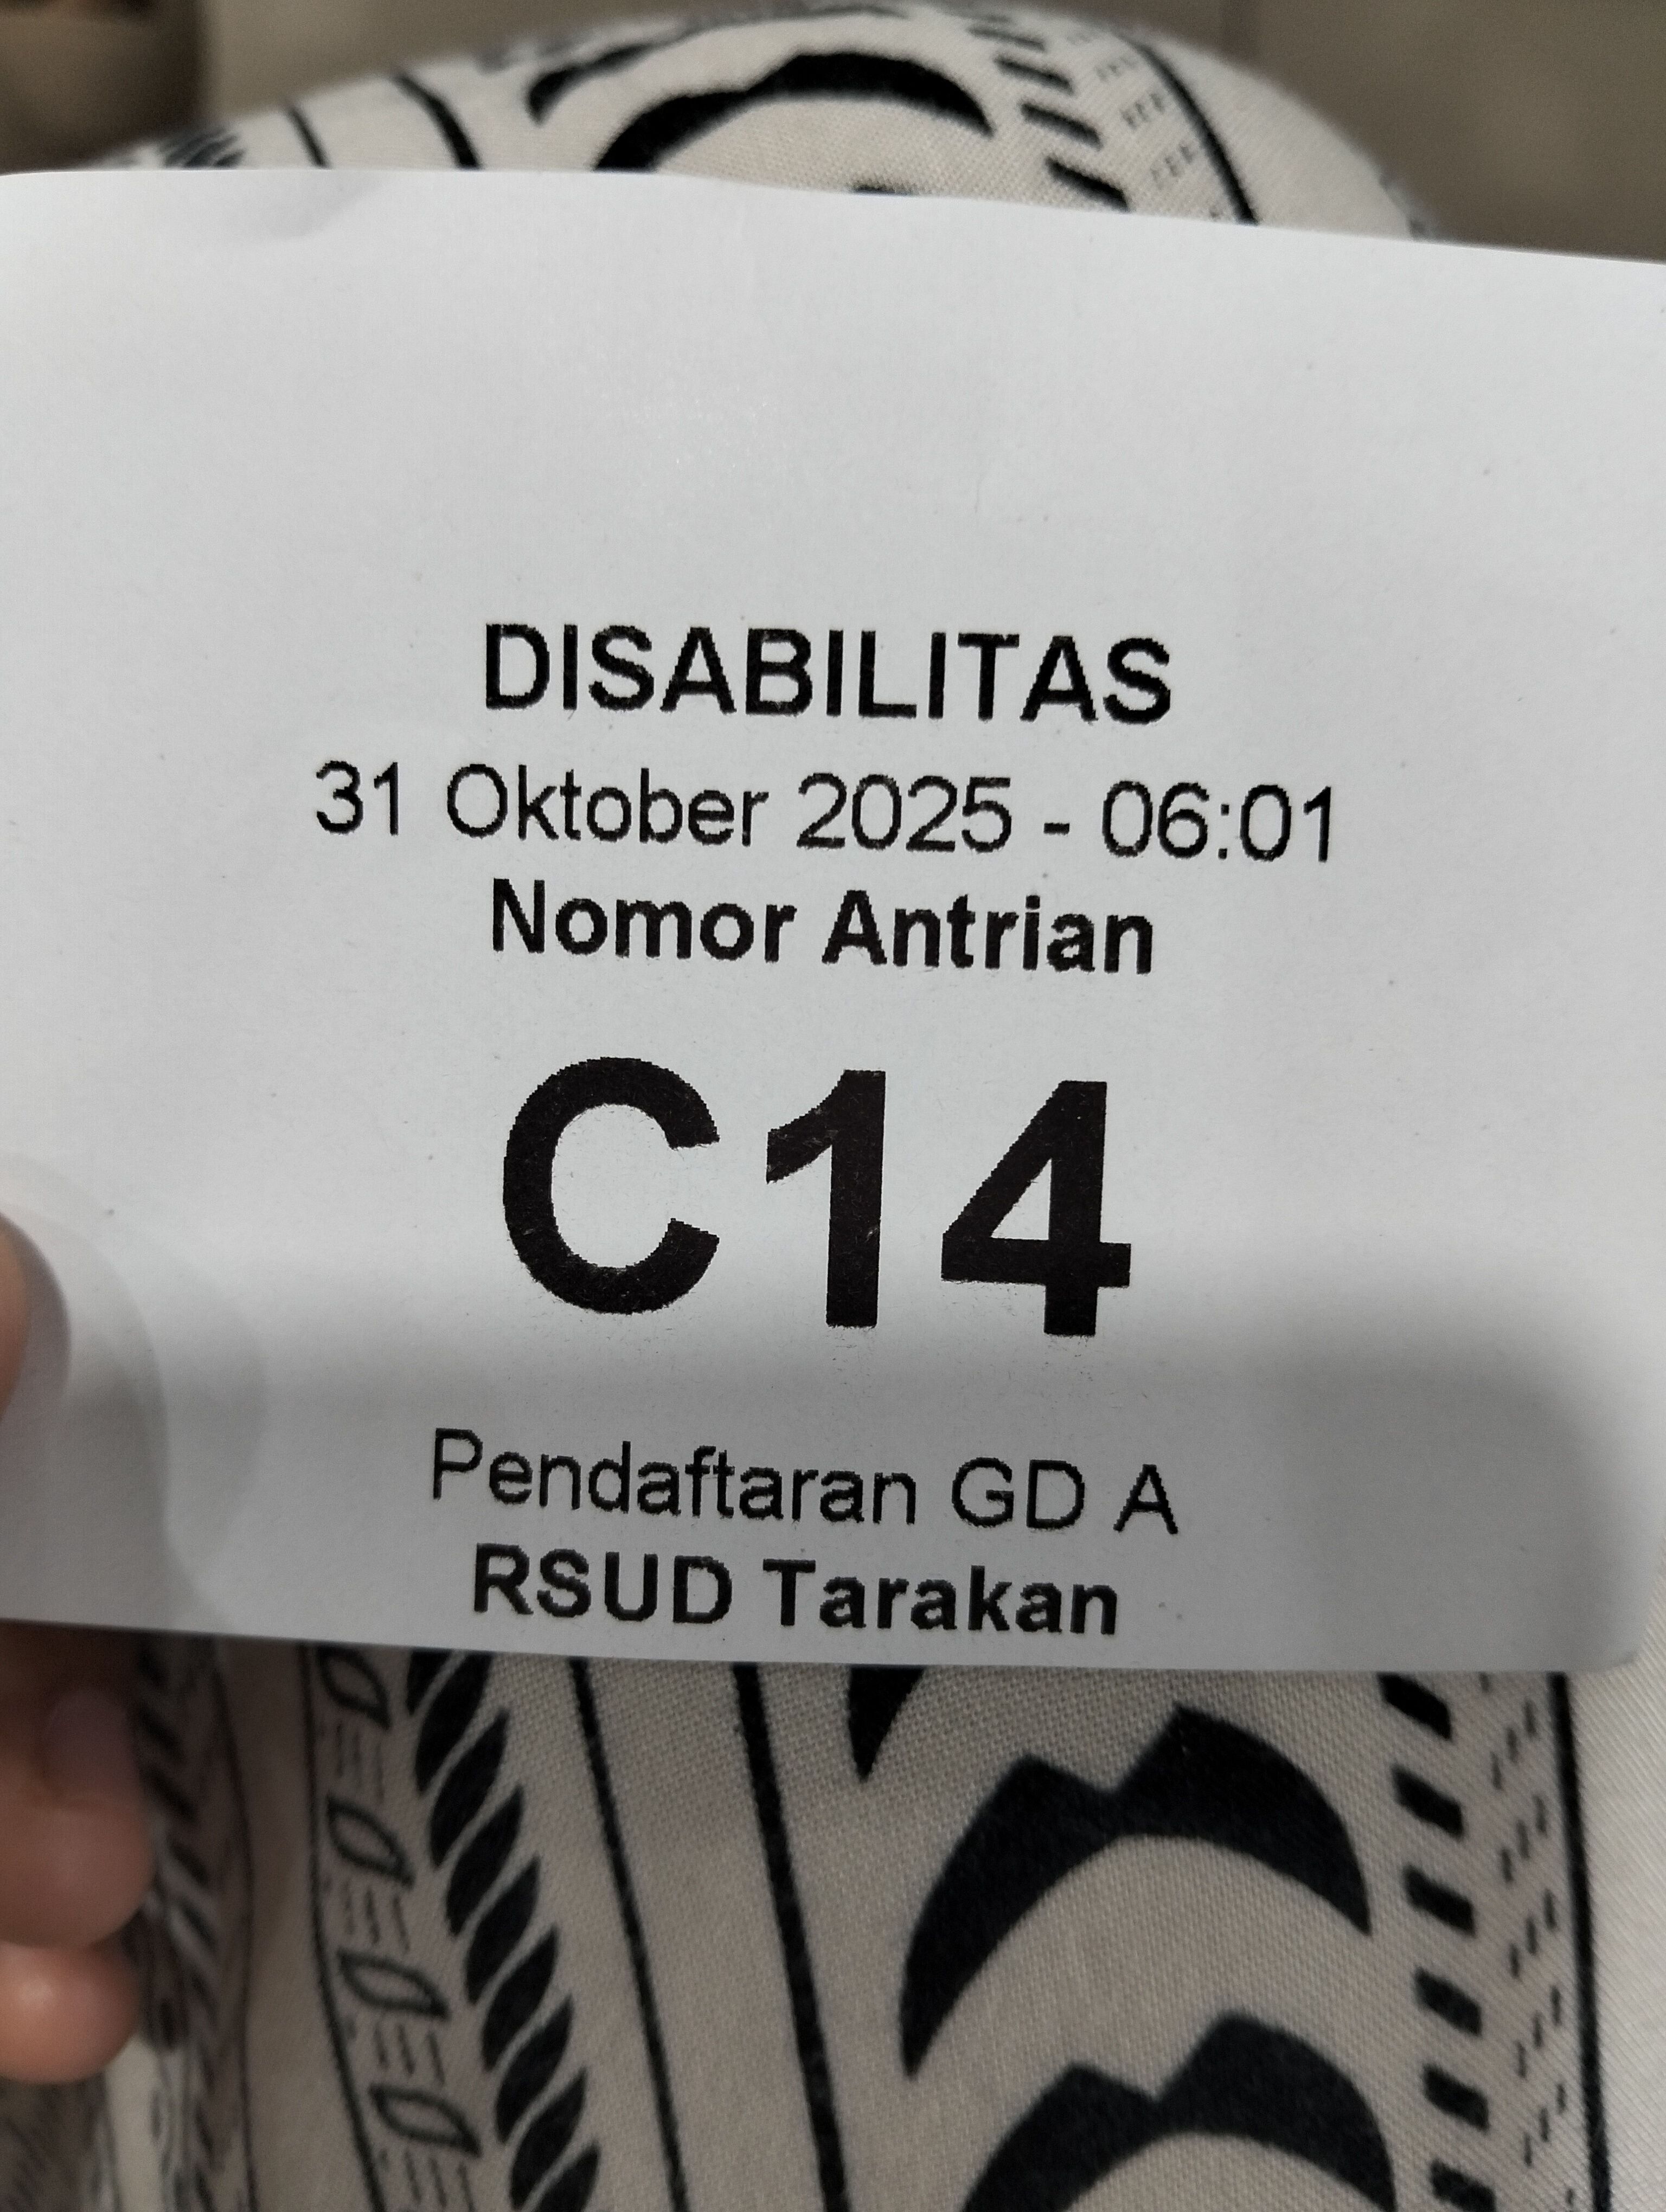 DISABILITAS
31 Oktober 2025 - 06:01
Nomor Antrian
C14
Pendaftaran GD A
RSUD Tarakan